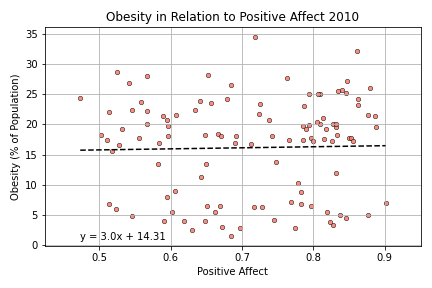 Obesity in Relation to Positive Affect 2010
Obesity (% of Population)
35
30
25
20
15
10
5
0
y = 3.0x + 14.31
0.5 0.6 0.7 0.8 0.9
Positive Affect